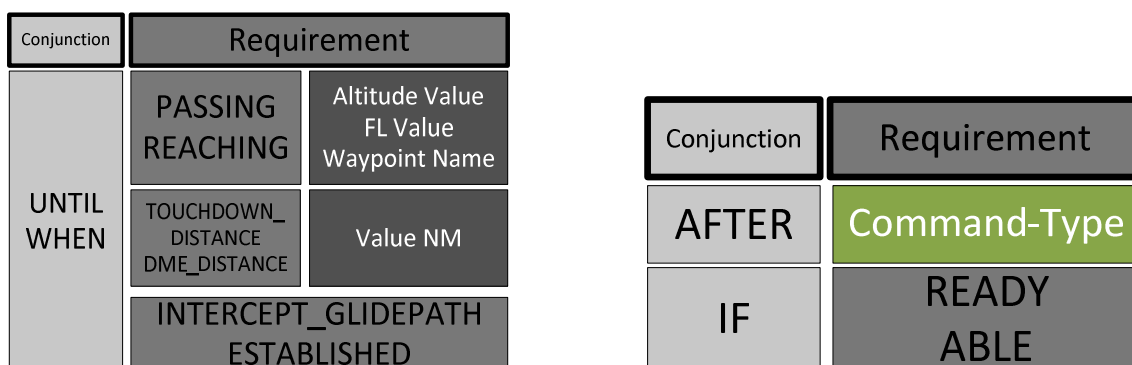 Conjunction
Requirement
UNTIL
WHEN
PASSING
REACHING
Altitude Value
FL Value
Waypoint Name
TOUCHDOWN_
DISTANCE
DME_DISTANCE
Value NM
INTERCEPT_GLIDEPATH
ESTABLISHED
Conjunction
Requirement
AFTER
Command-Type
IF
READY
ABLE